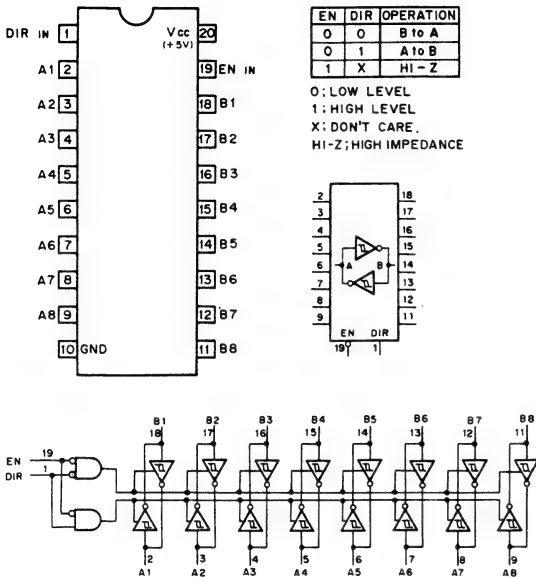 DIR IN 1 Vcc (+5V) 20
A1 2 19 EN IN
A2 3 18 B1
A3 4 17 B2
A4 5 16 B3
A5 6 15 B4
A6 7 14 B5
A7 8 13 B6
A8 9 12 B7
10 GND 11 B8
EN DIR OPERATION
0 0 B to A
0 1 A to B
1 X HI-Z
0; LOW LEVEL
1; HIGH LEVEL
X; DON'T CARE.
HI-Z; HIGH IMPEDANCE
2 18
3 17
4 16
5 15
6 A B 14
7 13
8 12
9 11
EN DIR
19 1
B1 B2 B3 B4 B5 B6 B7 B8
18 17 16 15 14 13 12 11
EN 19
DIR 1
2 3 4 5 6 7 8 9
A1 A2 A3 A4 A5 A6 A7 A8